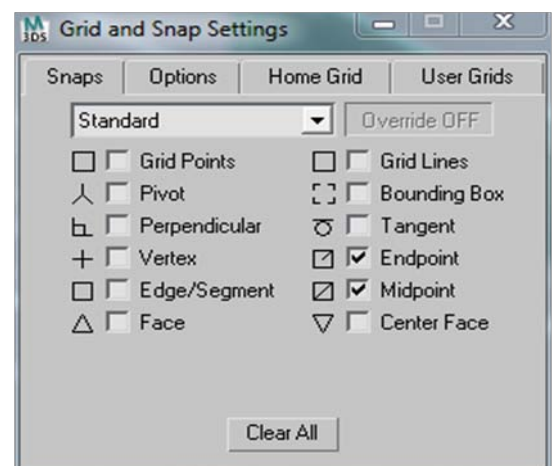 3DS Grid and Snap Settings
Snaps Options Home Grid User Grids
Standard Override OFF
Grid Points Grid Lines
Pivot Bounding Box
Perpendicular Tangent
Vertex Endpoint
Edge/Segment Midpoint
Face Center Face
Clear All